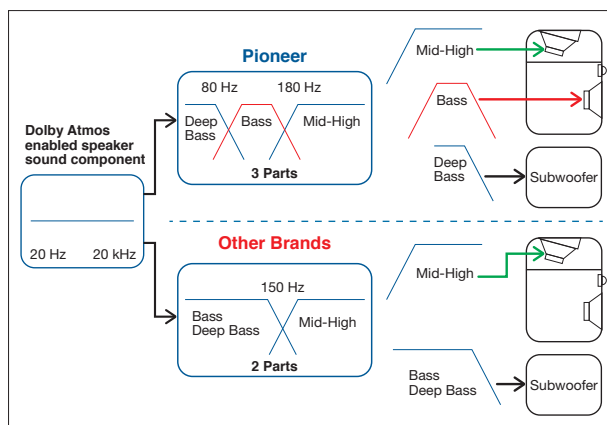 Pioneer
80 Hz 180 Hz
Deep
Bass
Bass
Mid-High
3 Parts
Mid-High
Bass
Deep
Bass
Subwoofer
Dolby Atmos
enabled speaker
sound component
20 Hz 20 kHz
Other Brands
150 Hz
Bass
Deep Bass
Mid-High
2 Parts
Mid-High
Bass
Deep Bass
Subwoofer